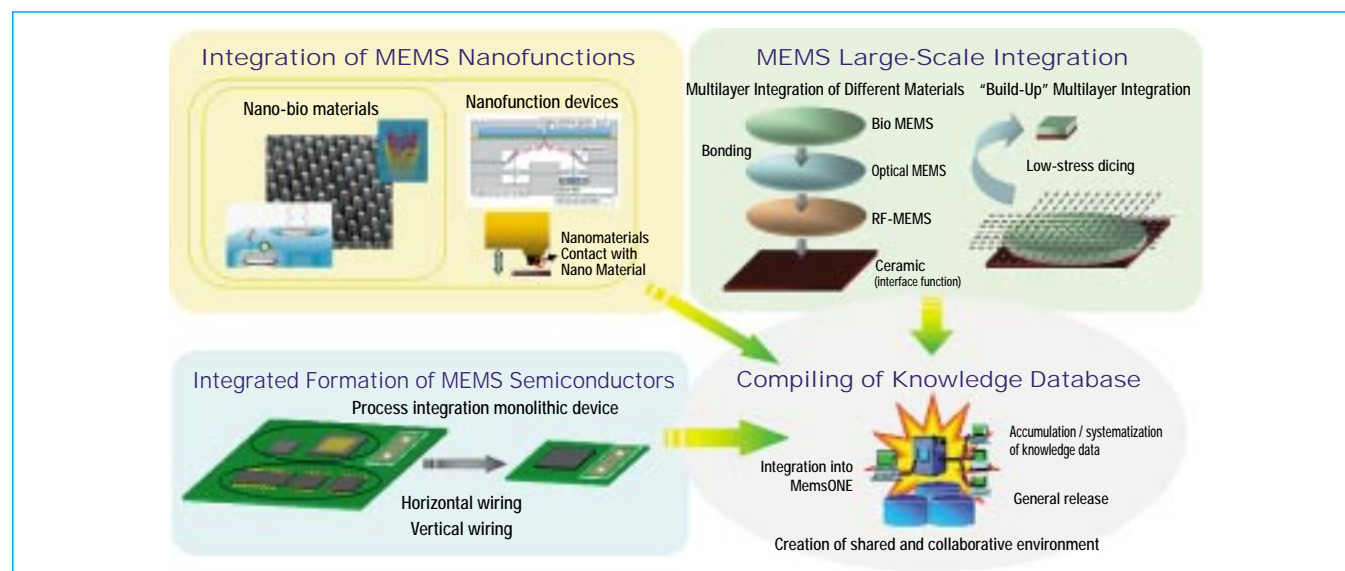 Integration of MEMS Nanofunctions
Nano-bio materials
Nanofunction devices
Nanomaterials
Contact with
Nano Material
MEMS Large-Scale Integration
Multilayer Integration of Different Materials
“Build-Up” Multilayer Integration
Bio MEMS
Bonding
Optical MEMS
RF-MEMS
Ceramic
(interface function)
Low-stress dicing
Integrated Formation of MEMS Semiconductors
Process integration monolithic device
Horizontal wiring
Vertical wiring
Compiling of Knowledge Database
Integration into
MemsONE
Accumulation / systematization
of knowledge data
General release
Creation of shared and collaborative environment